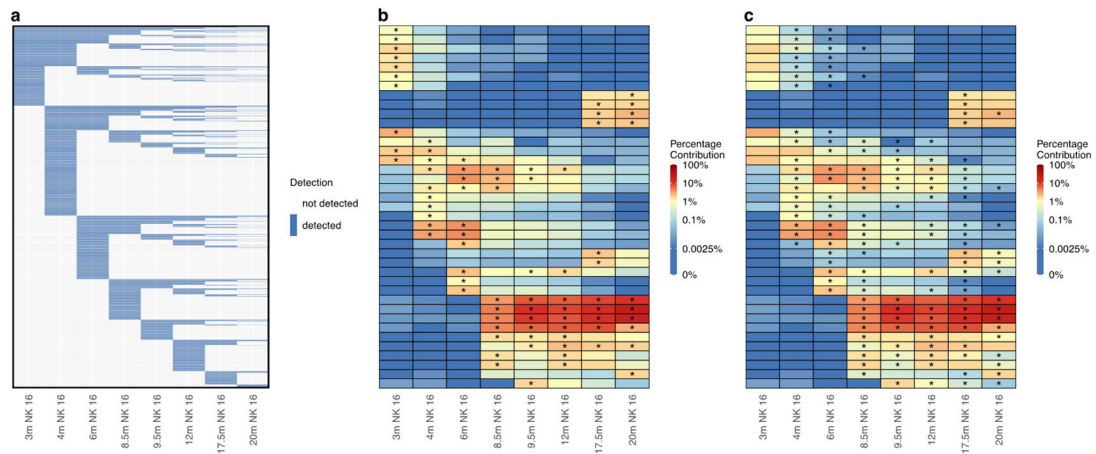 a
b
c
Detection
not detected
detected
Percentage
Contribution
100%
10%
1%
0.1%
0.0025%
0%
Percentage
Contribution
100%
10%
1%
0.1%
0.0025%
0%
3m NK 16
4m NK 16
6m NK 16
8.5m NK 16
9.5m NK 16
12m NK 16
17.5m NK 16
20m NK 16
3m NK 16
4m NK 16
6m NK 16
8.5m NK 16
9.5m NK 16
12m NK 16
17.5m NK 16
20m NK 16
3m NK 16
4m NK 16
6m NK 16
8.5m NK 16
9.5m NK 16
12m NK 16
17.5m NK 16
20m NK 16